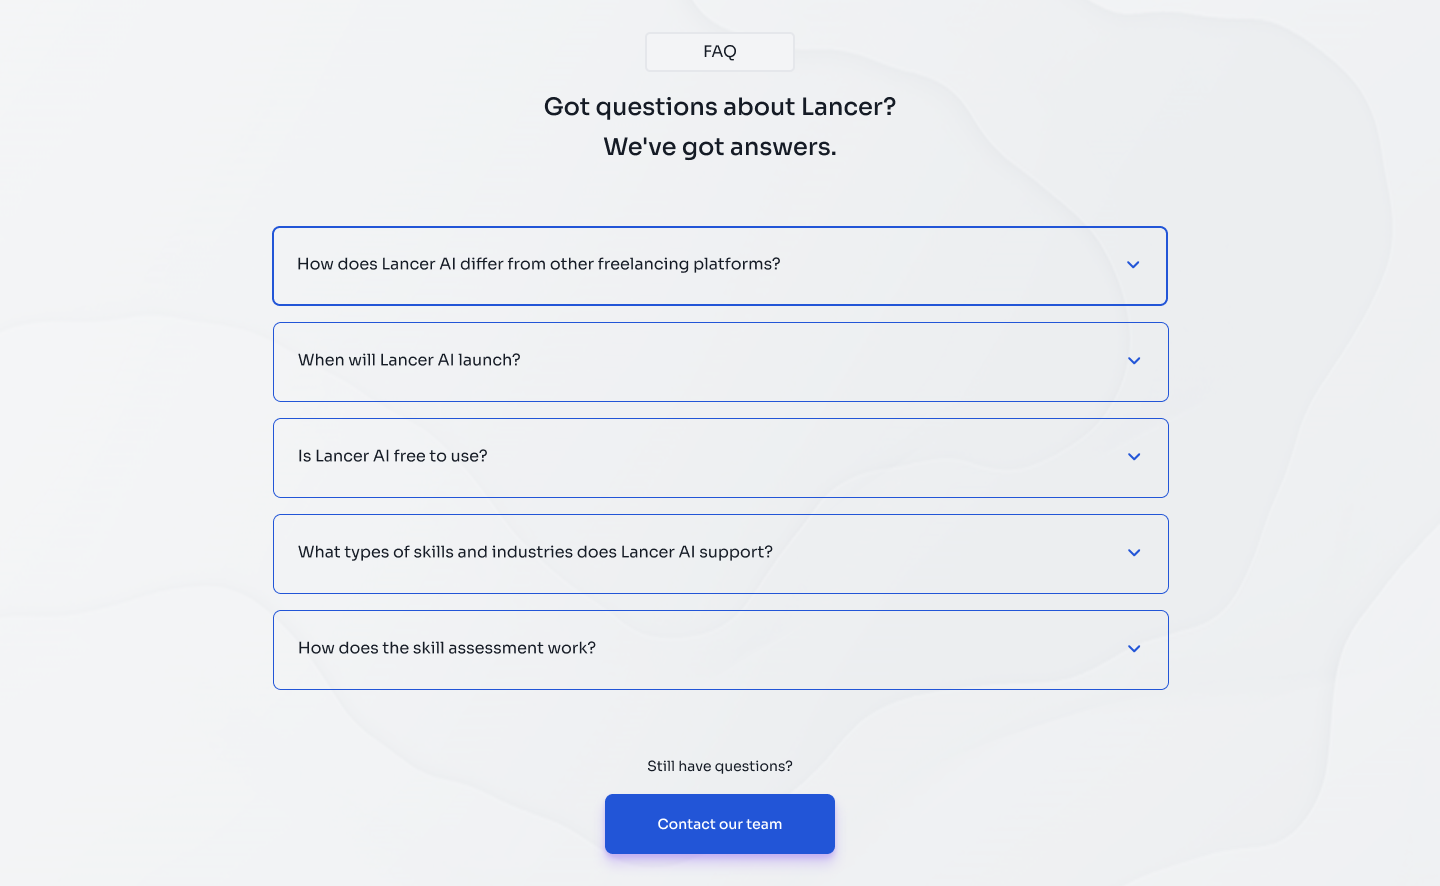 FAQ
Got questions about Lancer?
We've got answers.
How does Lancer AI differ from other freelancing platforms?
When will Lancer AI launch?
Is Lancer AI free to use?
What types of skills and industries does Lancer AI support?
How does the skill assessment work?
Still have questions?
Contact our team